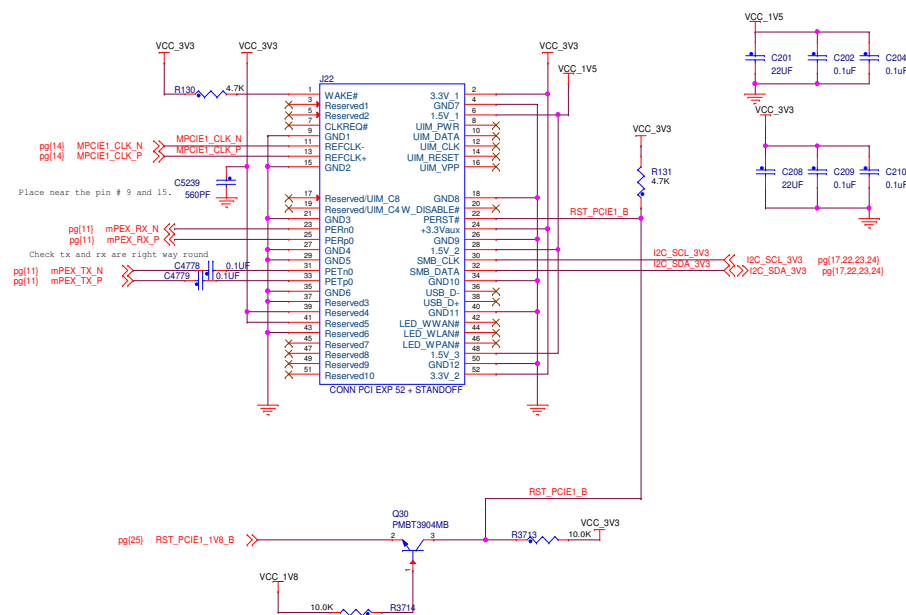 VCC_3V3
VCC_3V3
VCC_3V3
VCC_1V5
VCC_1V5
C201
22UF
C202
0.1uF
C204
0.1uF
J22
R130
4.7K
1 WAKE# 3.3V_1 2
3 Reserved1 GND7 4
5 Reserved2 1.5V_1 6
7 CLKREQ# UIM_PWR 8
9 GND1 UIM_DATA 10
11 REFCLK- UIM_CLK 12
13 REFCLK+ UIM_RESET 14
15 GND2 UIM_VPP 16
17 Reserved/UIM_C8 GND8 18
19 Reserved/UIM_C4 W_DISABLE# 20
21 GND3 PERST# 22
23 PERn0 +3.3Vaux 24
25 PERp0 GND9 26
27 GND4 1.5V_2 28
29 GND5 SMB_CLK 30
31 PETn0 SMB_DATA 32
33 PETp0 GND10 34
35 GND6 USB_D- 36
37 Reserved3 USB_D+ 38
39 Reserved4 GND11 40
41 Reserved5 LED_WWAN# 42
43 Reserved6 LED_WLAN# 44
45 Reserved7 LED_WPAN# 46
47 Reserved8 1.5V_3 48
49 Reserved9 GND12 50
51 Reserved10 3.3V_2 52
CONN PCI EXP 52 + STANDOFF
pg{14} MPCIE1_CLK_N MPCIE1_CLK_N
pg{14} MPCIE1_CLK_P MPCIE1_CLK_P
C5239
560PF
Place near the pin # 9 and 15.
pg{11} mPEX_RX_N
pg{11} mPEX_RX_P
Check tx and rx are right way round
pg{11} mPEX_TX_N C4778 0.1UF
pg{11} mPEX_TX_P C4779 0.1UF
VCC_3V3
R131
4.7K
RST_PCIE1_B
I2C_SCL_3V3 I2C_SCL_3V3 pg{17,22,23,24}
I2C_SDA_3V3 I2C_SDA_3V3 pg{17,22,23,24}
VCC_3V3
C208
22UF
C209
0.1uF
C210
0.1uF
RST_PCIE1_B
Q30
PMBT3904MB
pg{25} RST_PCIE1_1V8_B 2 3
1
R3713 10.0K
VCC_3V3
VCC_1V8
10.0K R3714